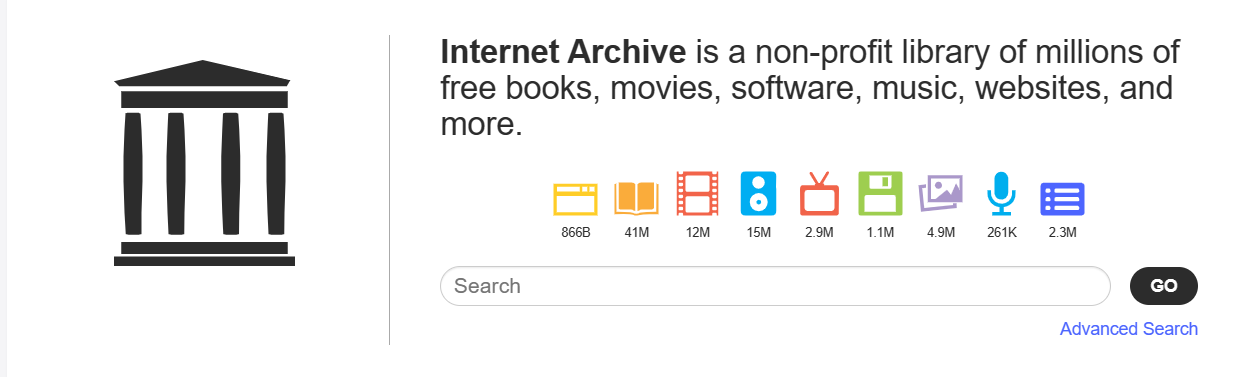 Internet Archive is a non-profit library of millions of
free books, movies, software, music, websites, and
more.
866B 41M 12M 15M 2.9M 1.1M 4.9M 261K 2.3M
Search GO
Advanced Search